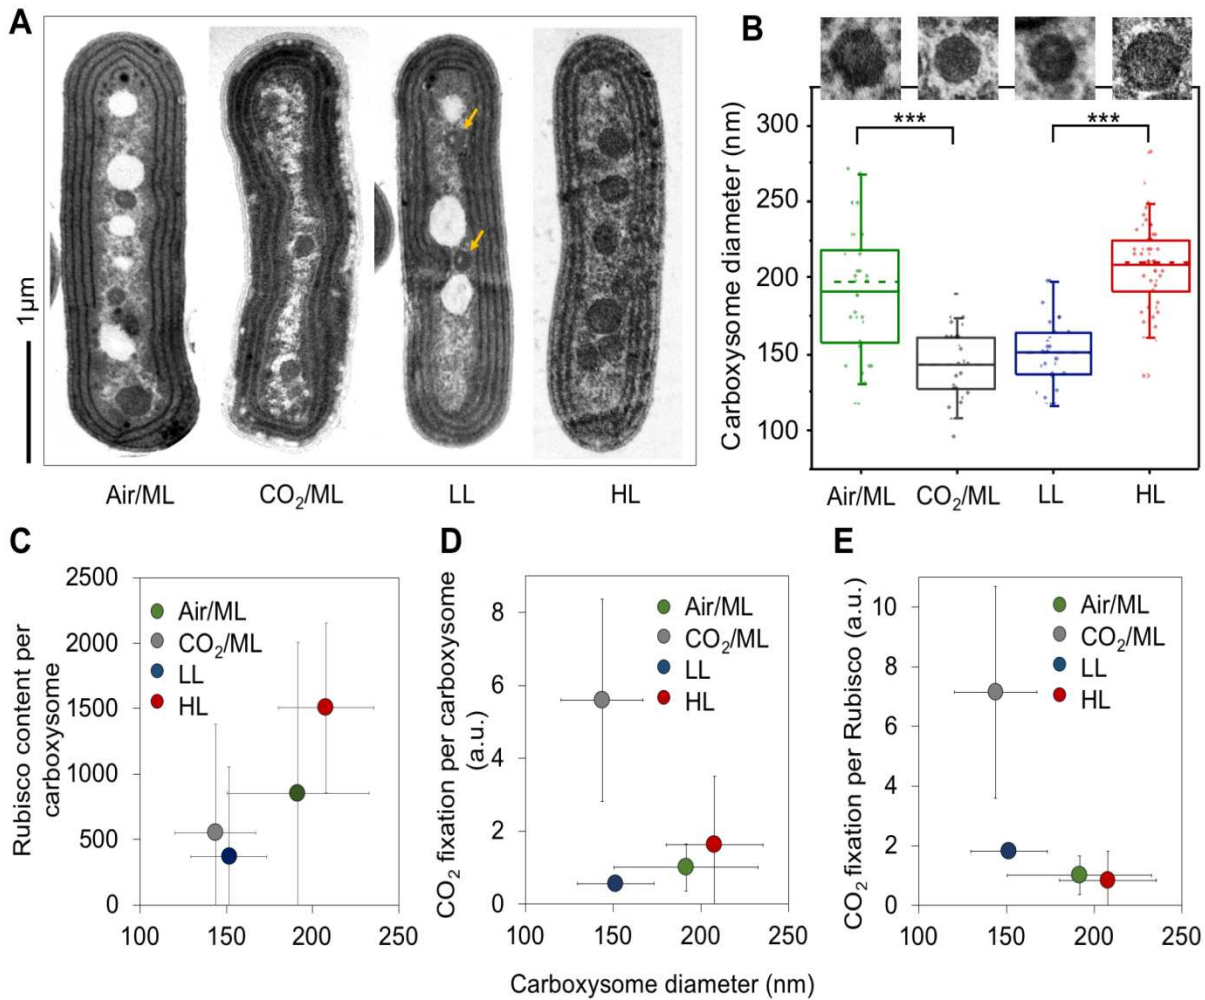 A
1µm
Air/ML
CO₂/ML
LL
HL
B
***
***
Carboxysome diameter (nm)
300
250
200
150
100
Air/ML
CO₂/ML
LL
HL
C
Rubisco content per
carboxysome
2500
2000
1500
1000
500
0
Air/ML
CO₂/ML
LL
HL
100
150
200
250
D
CO₂ fixation per carboxysome
(a.u.)
8
6
4
2
0
Air/ML
CO₂/ML
LL
HL
100
150
200
250
E
CO₂ fixation per Rubisco (a.u.)
10
8
6
4
2
0
Air/ML
CO₂/ML
LL
HL
100
150
200
250
Carboxysome diameter (nm)